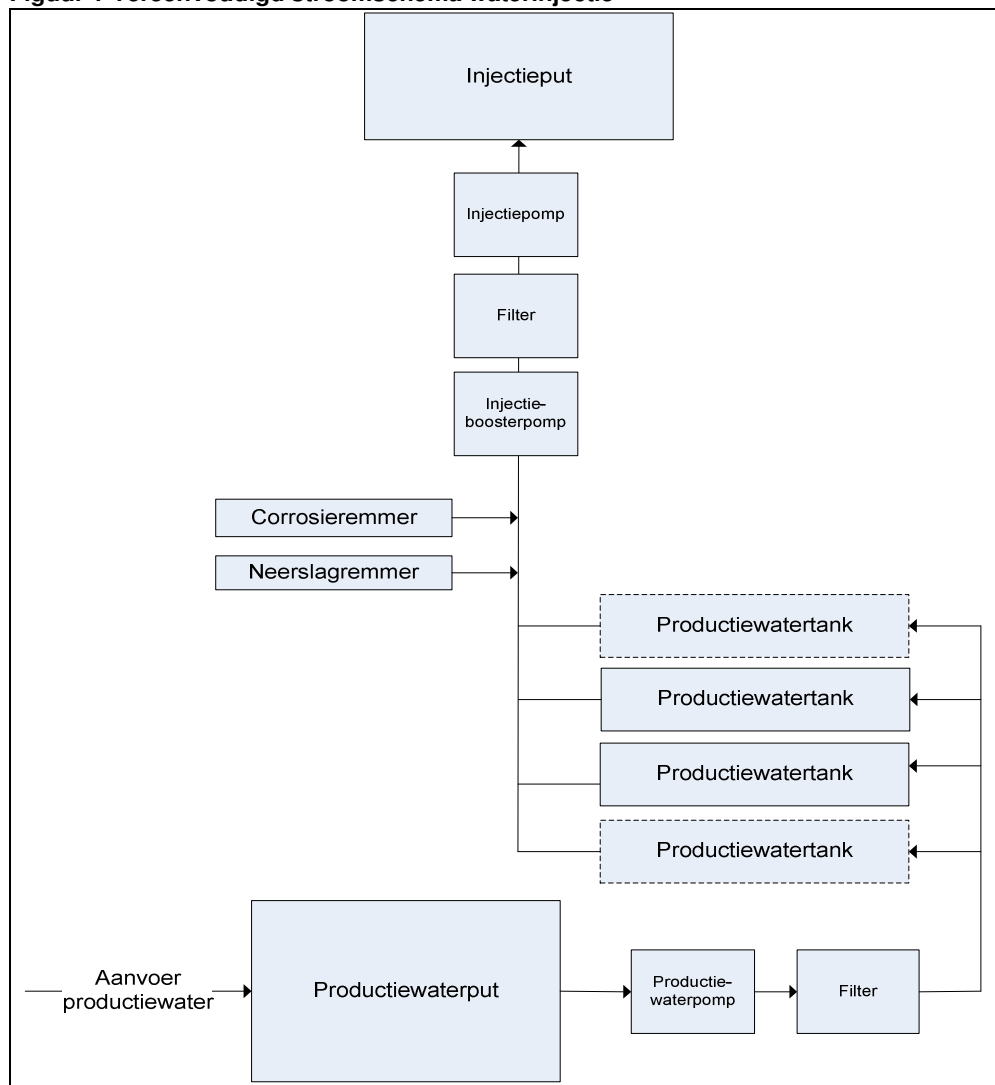 Injectieput
Injectiepomp
Filter
Injectie-
boosterpomp
Corrosieremmer
Neerslagremmer
Productiewatertank
Productiewatertank
Productiewatertank
Productiewatertank
Aanvoer
productiewater
Productiewaterput
Productie-
waterpomp
Filter